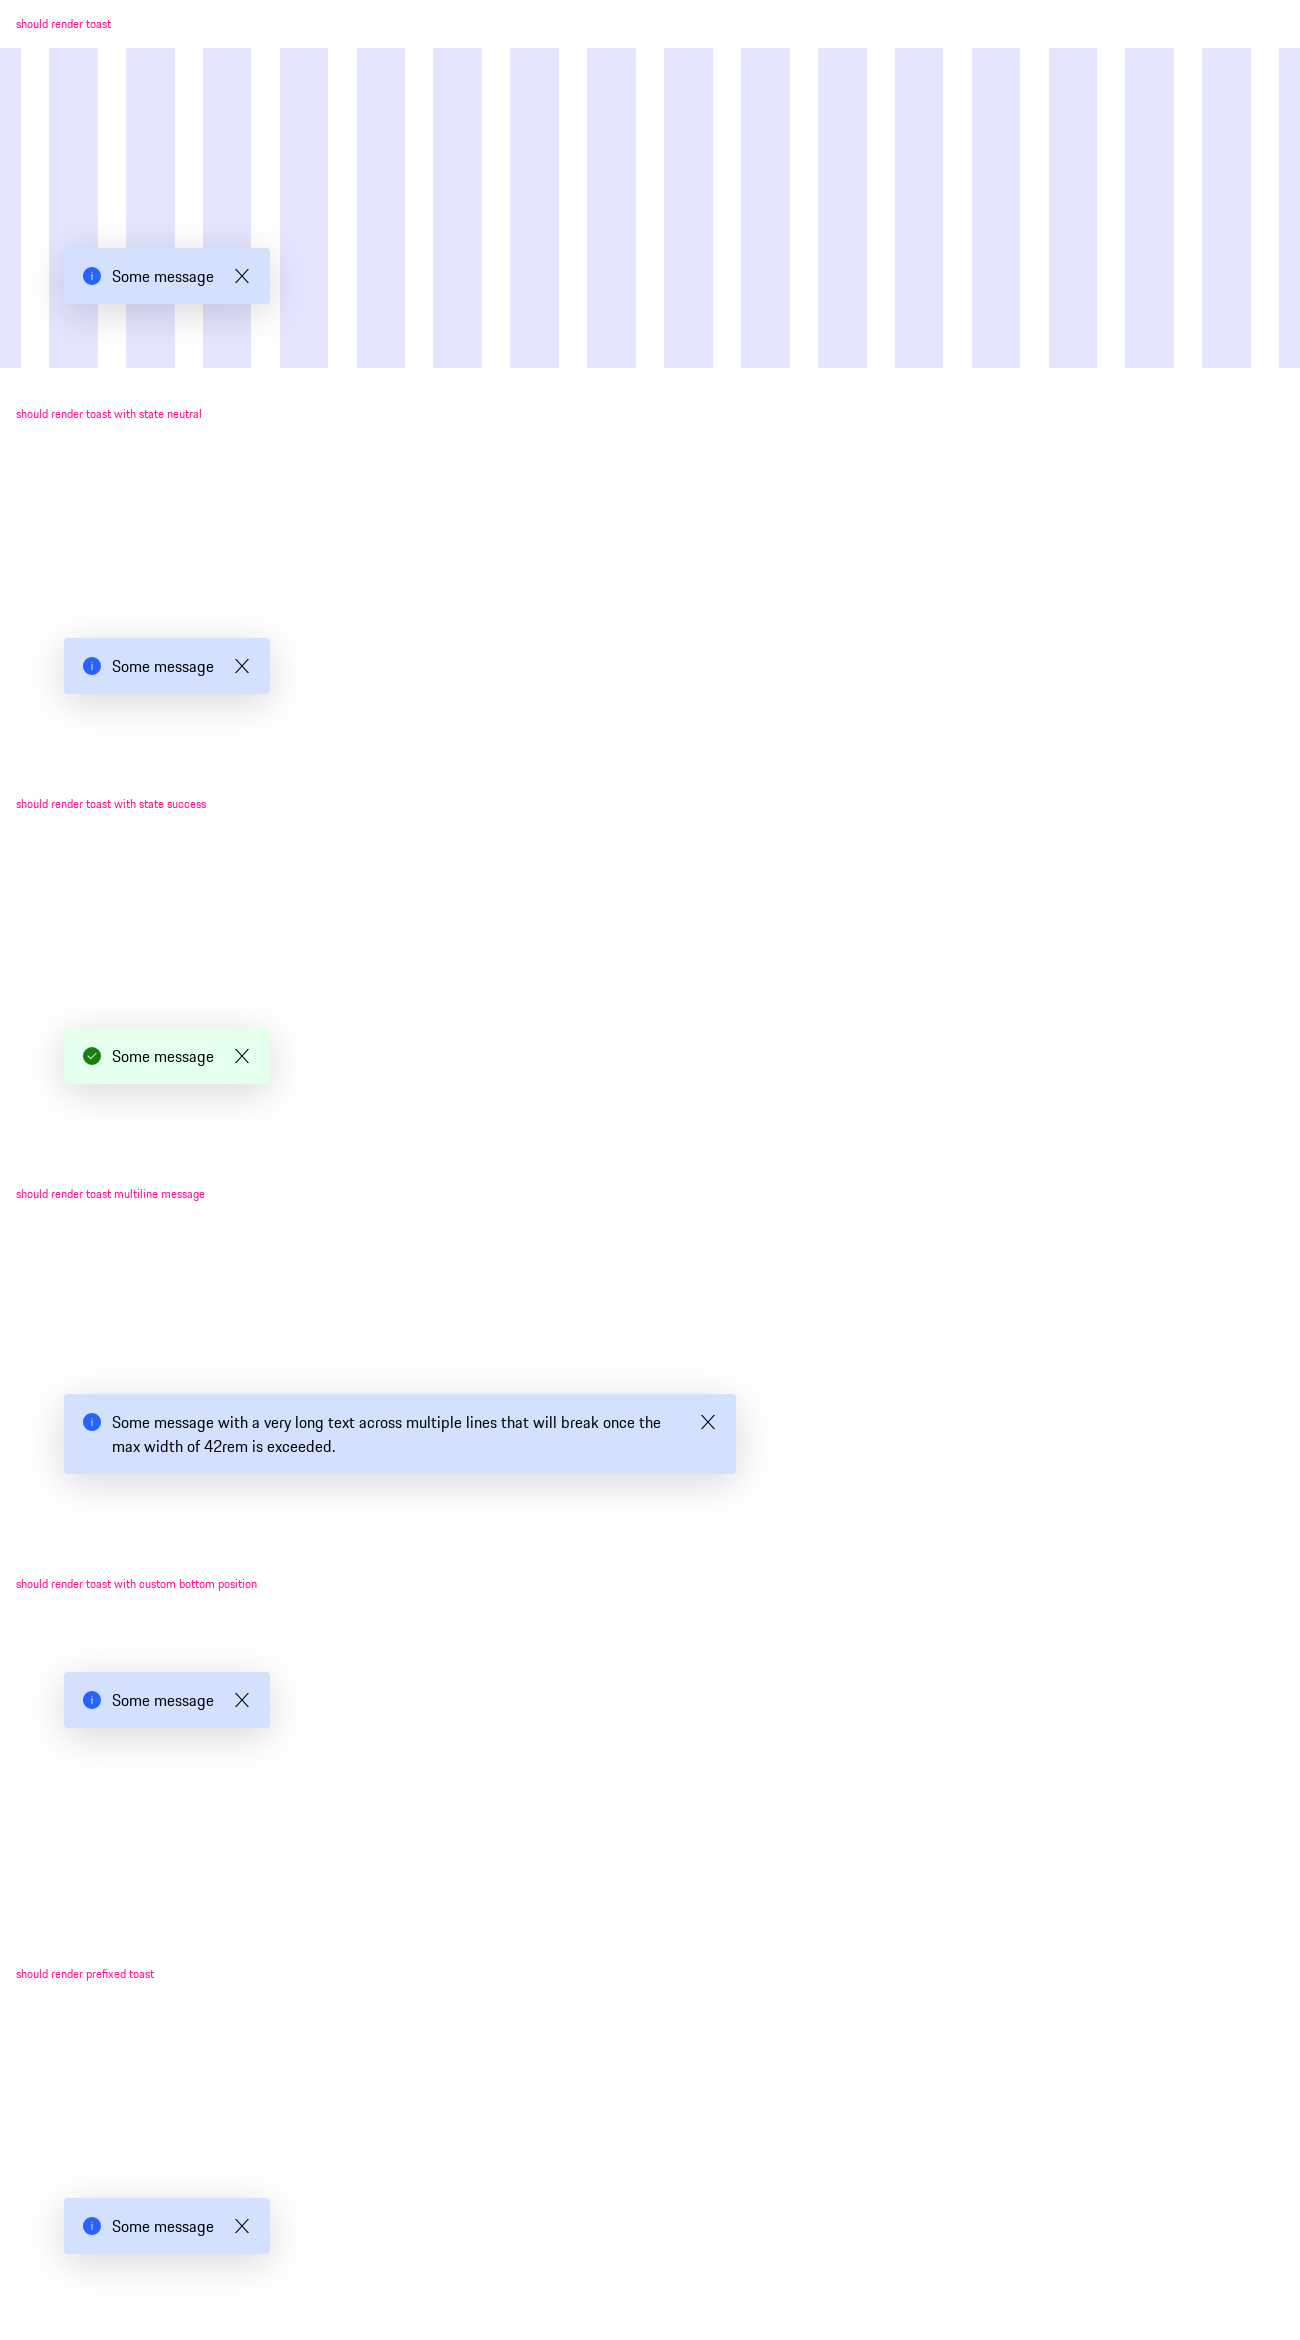 should render toast
Some message
should render toast with state neutral
Some message
should render toast with state success
Some message
should render toast multiline message
Some message with a very long text across multiple lines that will break once the
max width of 42rem is exceeded.
should render toast with custom bottom position
Some message
should render prefixed toast
Some message